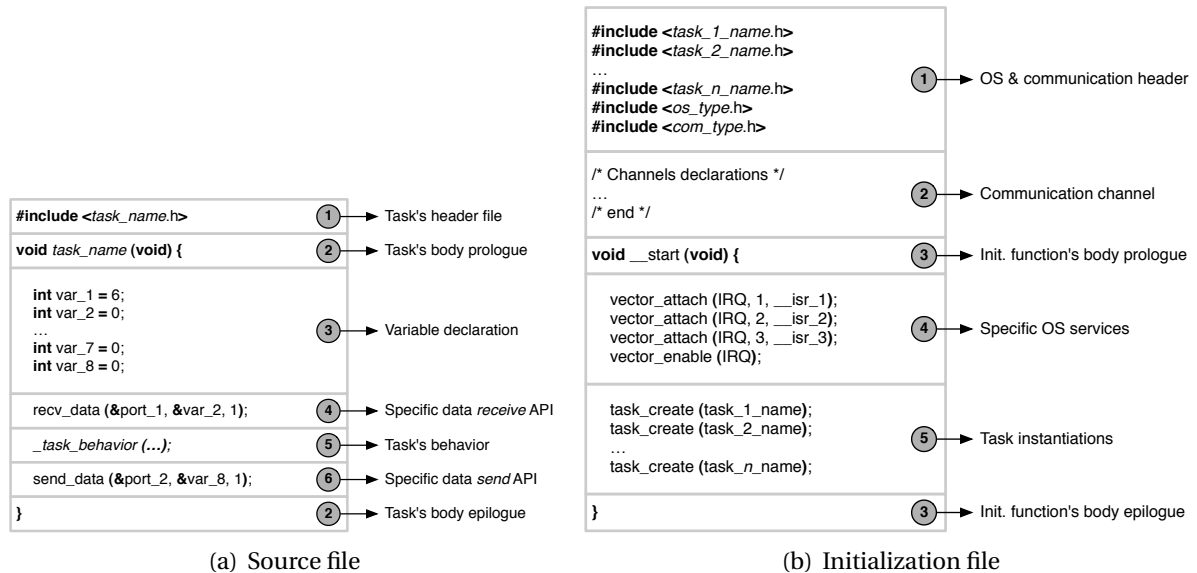 #include <task_name.h>
1
Task's header file
void task_name (void) {
2
Task's body prologue
int var_1 = 6;
int var_2 = 0;
…
int var_7 = 0;
int var_8 = 0;
3
Variable declaration
recv_data (&port_1, &var_2, 1);
4
Specific data receive API
_task_behavior (...);
5
Task's behavior
send_data (&port_2, &var_8, 1);
6
Specific data send API
}
2
Task's body epilogue
(a) Source file
#include <task_1_name.h>
#include <task_2_name.h>
…
#include <task_n_name.h>
#include <os_type.h>
#include <com_type.h>
1
OS & communication header
/* Channels declarations */
…
/* end */
2
Communication channel
void __start (void) {
3
Init. function's body prologue
vector_attach (IRQ, 1, __isr_1);
vector_attach (IRQ, 2, __isr_2);
vector_attach (IRQ, 3, __isr_3);
vector_enable (IRQ);
4
Specific OS services
task_create (task_1_name);
task_create (task_2_name);
…
task_create (task_n_name);
5
Task instantiations
}
3
Init. function's body epilogue
(b) Initialization file